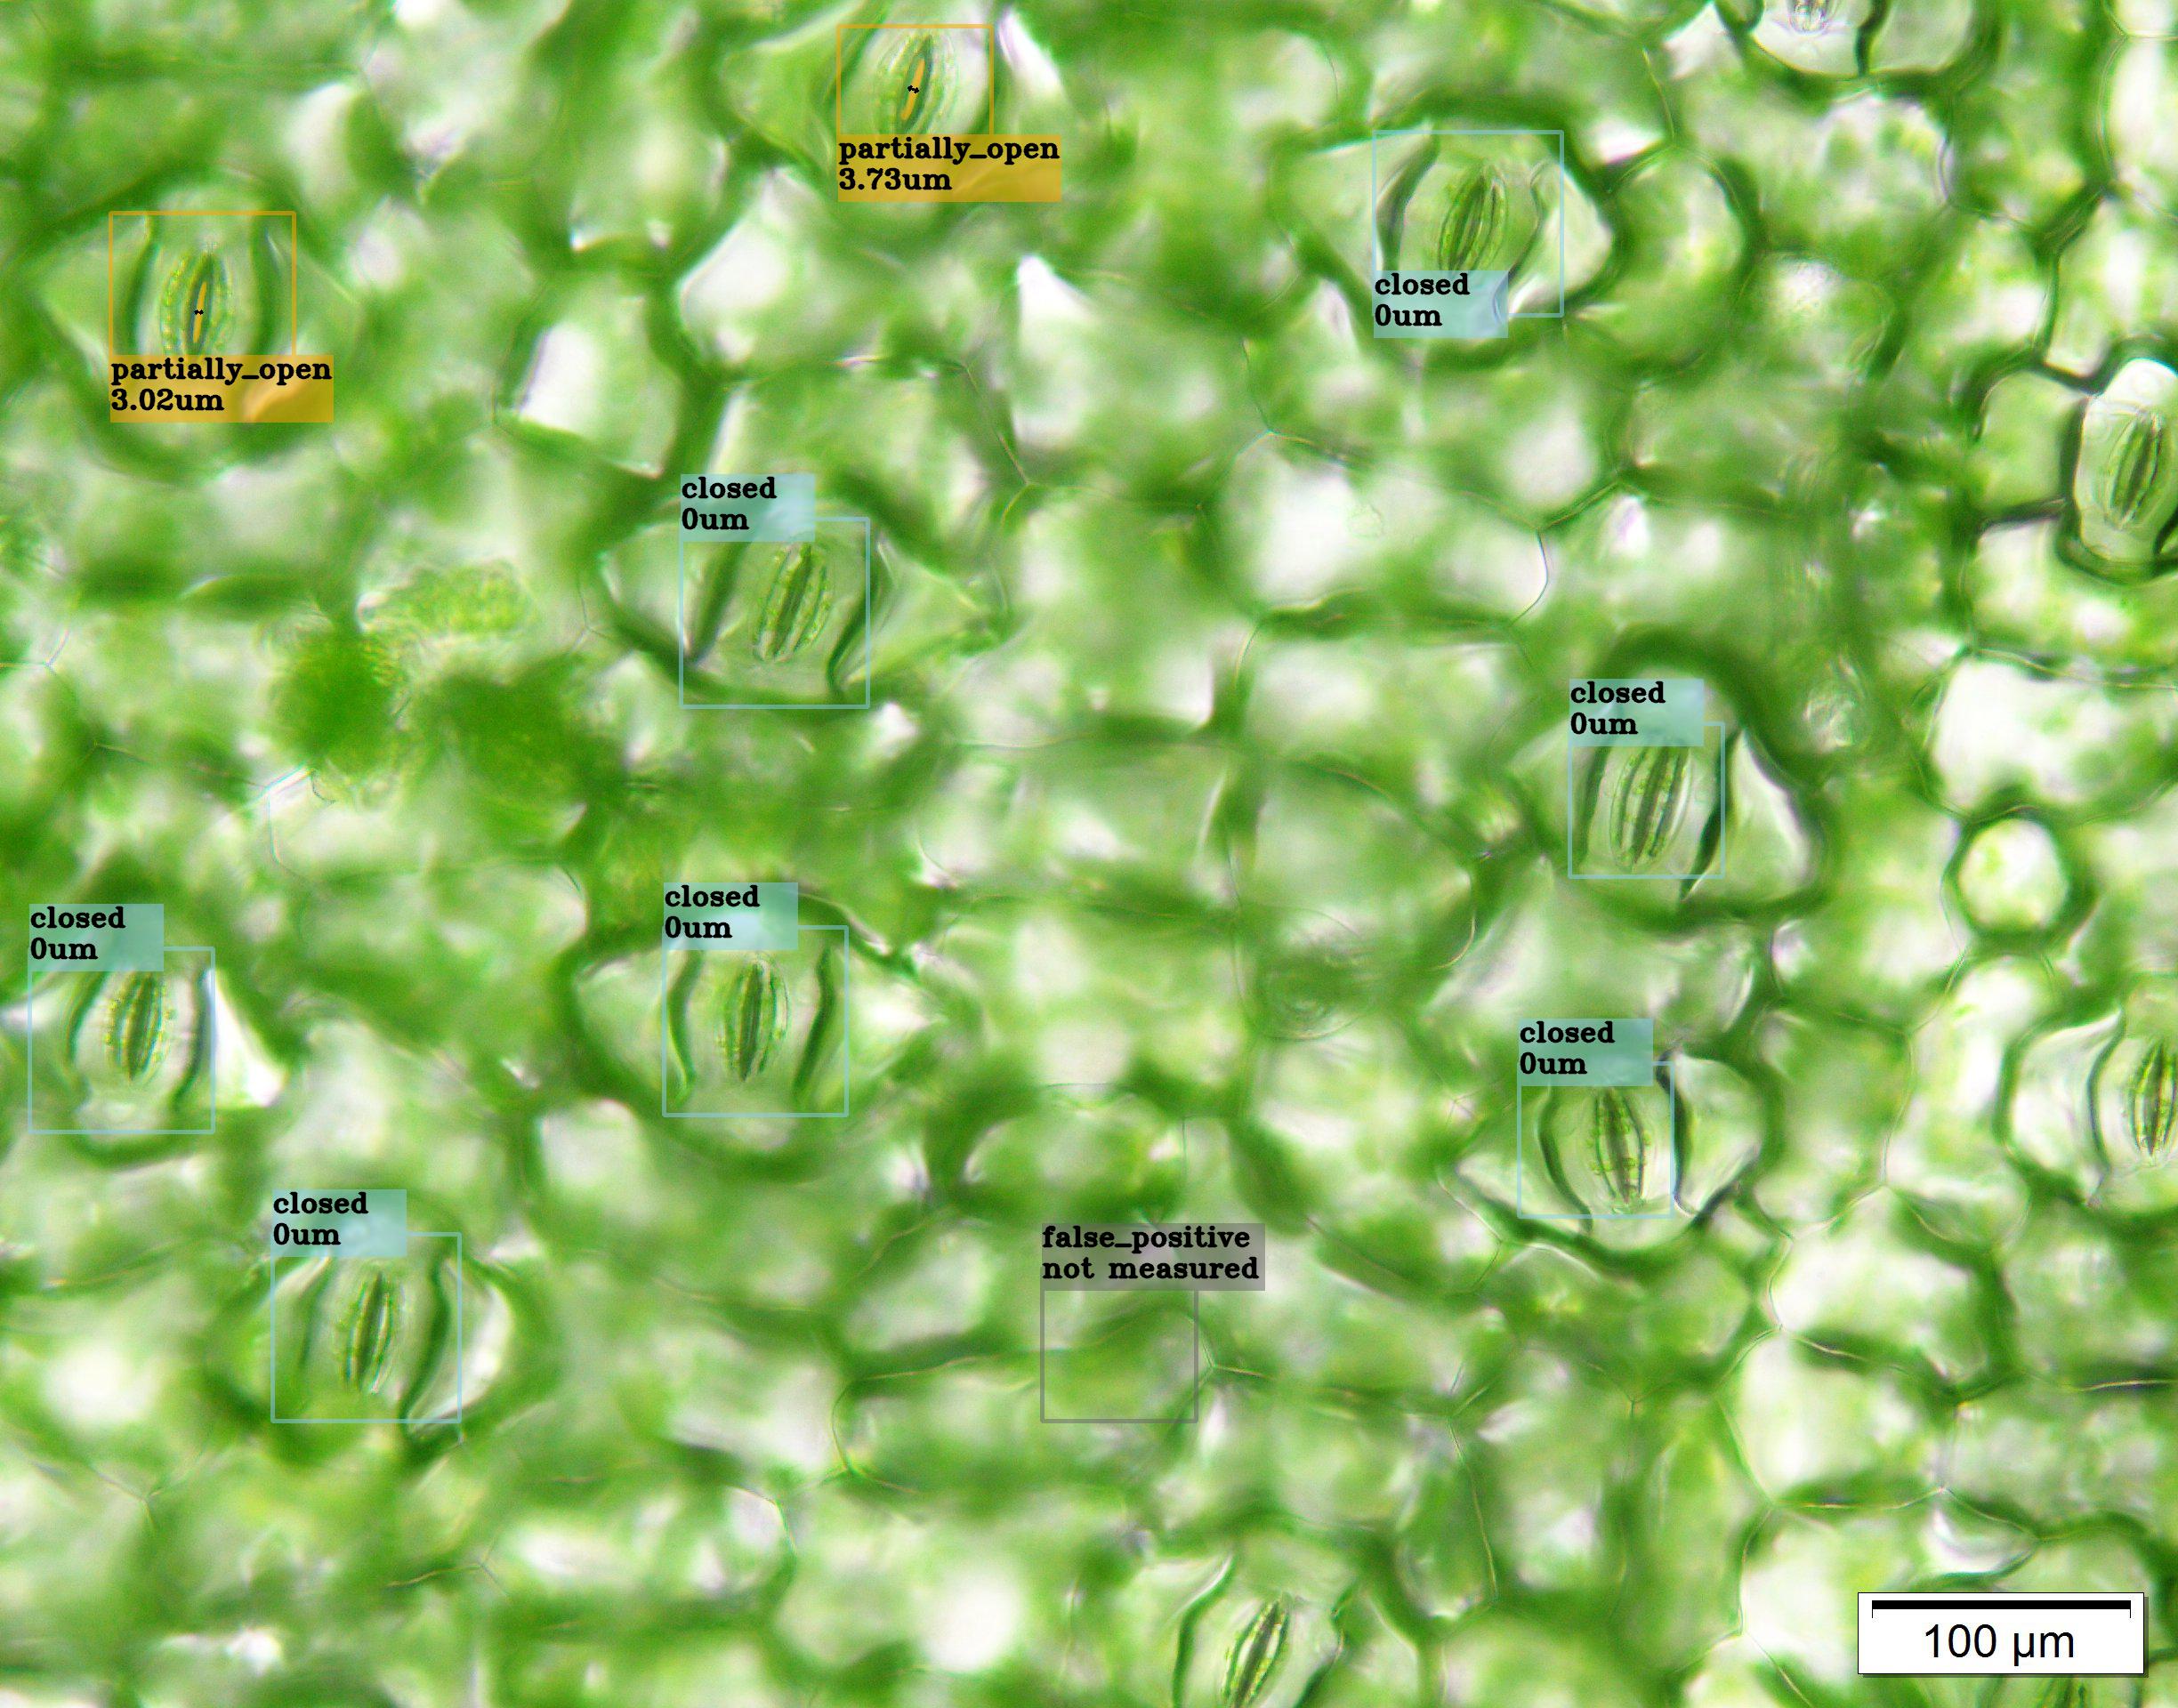 partially_open
3.73um
closed
0um
partially_open
3.02um
closed
0um
closed
0um
closed
0um
closed
0um
closed
0um
closed
0um
false_positive
not measured
100 µm